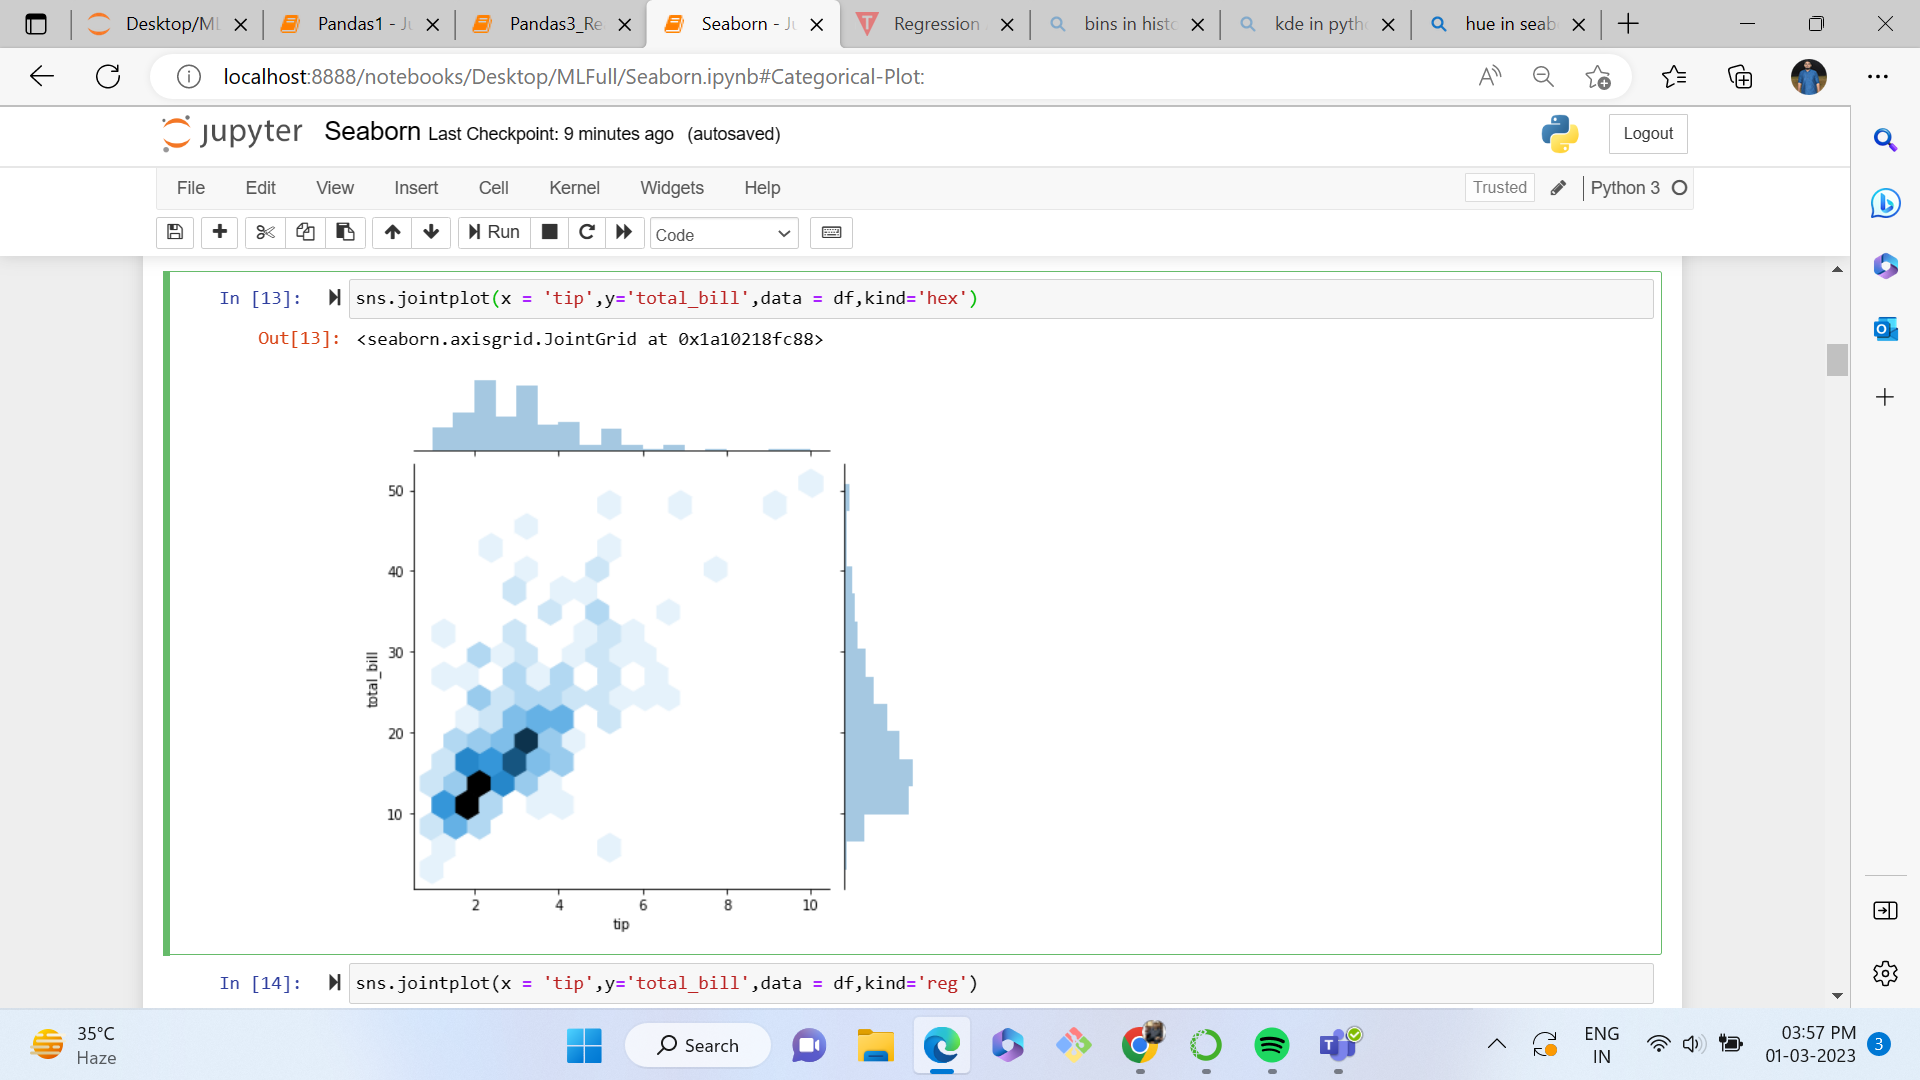 Desktop/ML
Pandas1 - Ju
Pandas3_Re
Seaborn - Ju
Regression
bins in histo
kde in pytho
hue in seab
localhost:8888/notebooks/Desktop/MLFull/Seaborn.ipynb#Categorical-Plot:
jupyter Seaborn Last Checkpoint: 9 minutes ago (autosaved)
Logout
File Edit View Insert Cell Kernel Widgets Help
Trusted Python 3
Run Code
In [13]: sns.jointplot(x = 'tip',y='total_bill',data = df,kind='hex')
Out[13]: <seaborn.axisgrid.JointGrid at 0x1a10218fc88>
50
40
30
20
10
total_bill
2 4 6 8 10
tip
In [14]: sns.jointplot(x = 'tip',y='total_bill',data = df,kind='reg')
35°C
Haze
Search
ENG
IN
03:57 PM
01-03-2023
3